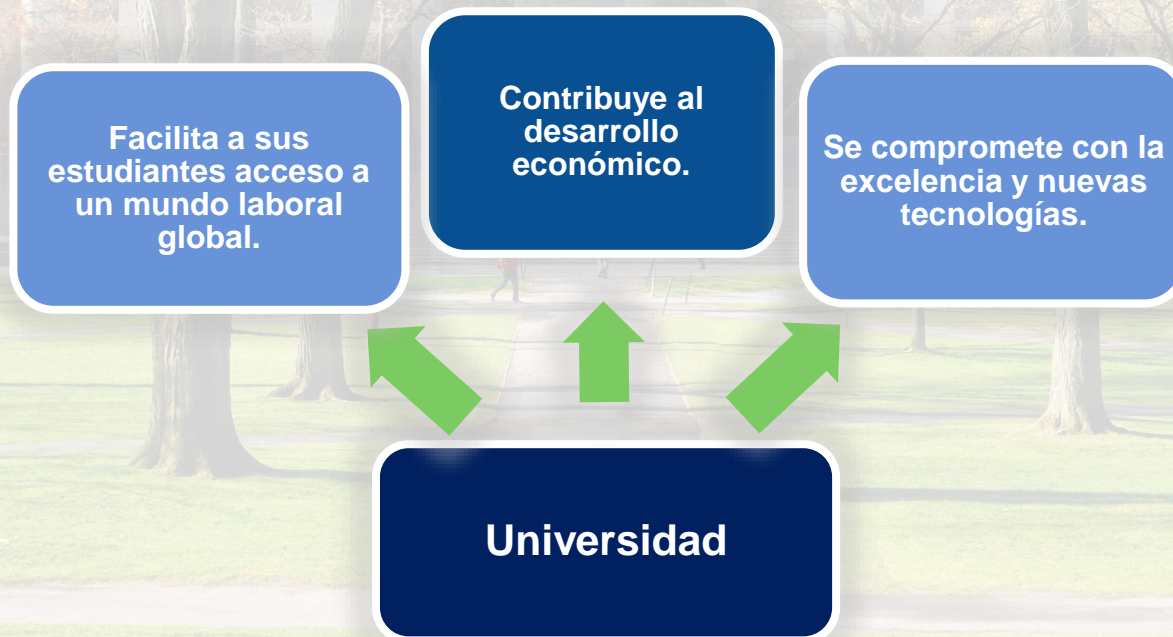 Facilita a sus
estudiantes acceso a
un mundo laboral
global.
Contribuye al
desarrollo
económico.
Se compromete con la
excelencia y nuevas
tecnologías.
Universidad